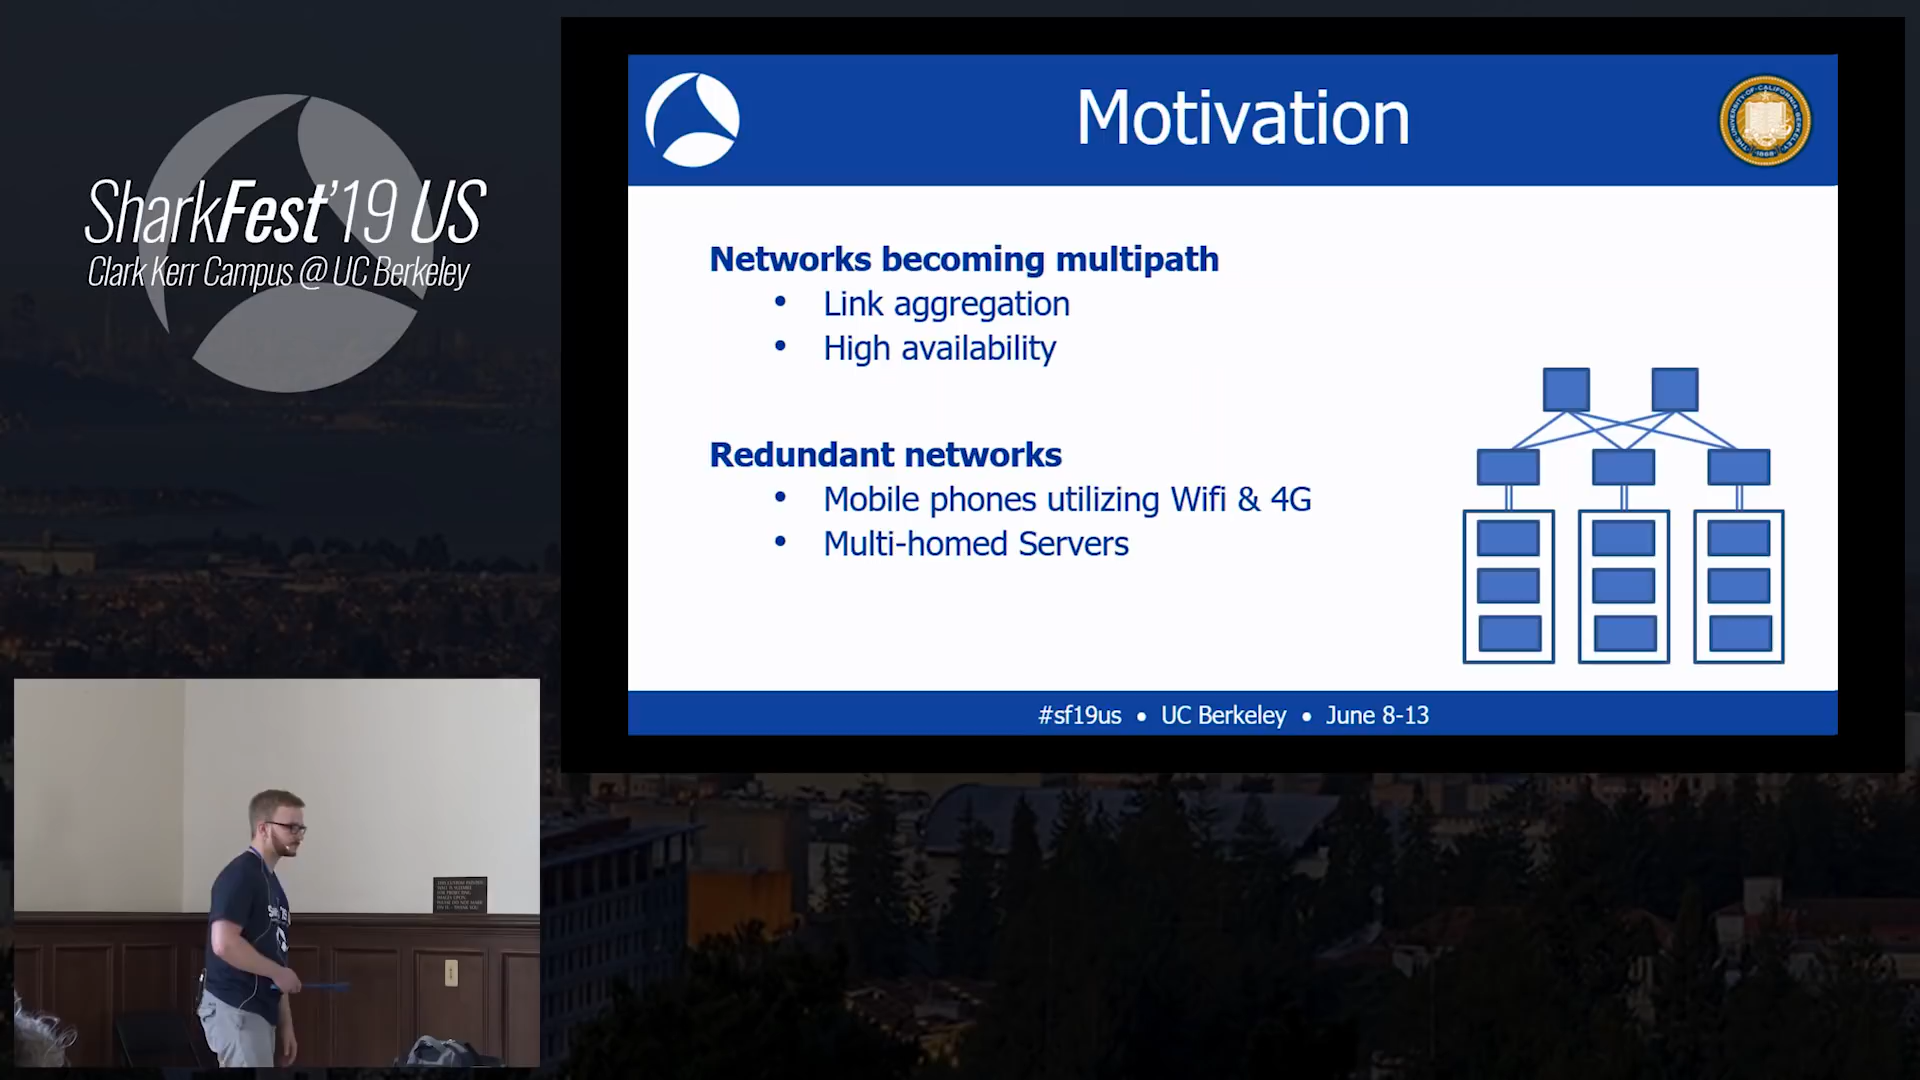 SharkFest'19 US
Clark Kerr Campus @ UC Berkeley
Motivation
Networks becoming multipath
• Link aggregation
• High availability
Redundant networks
• Mobile phones utilizing Wifi & 4G
• Multi-homed Servers
#sf19us • UC Berkeley • June 8-13